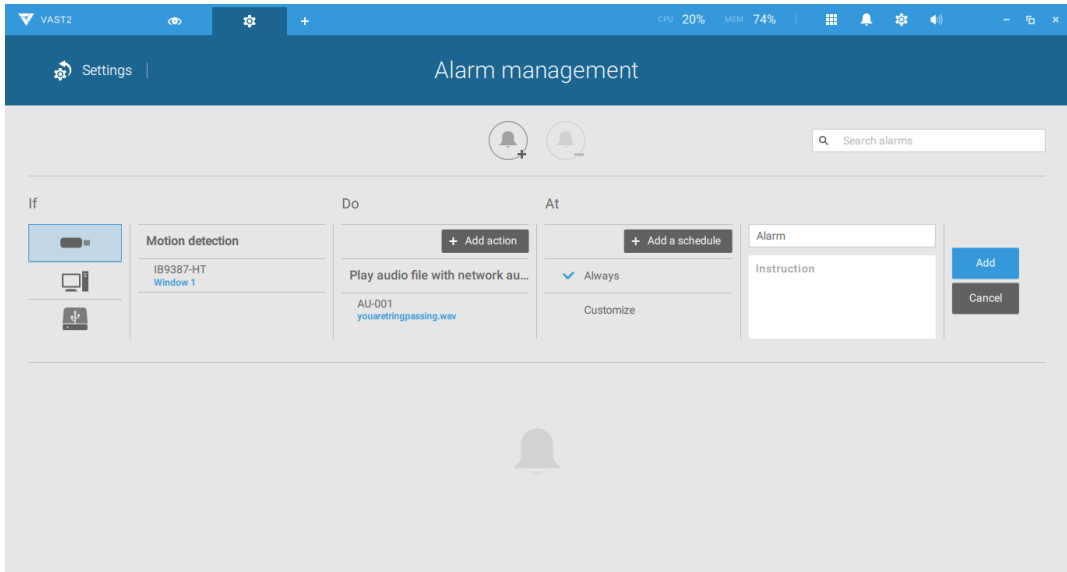 VAST2
CPU 20% MEM 74%
Settings
Alarm management
Search alarms
If
Do
At
Motion detection
IB9387-HT
Window 1
Add action
Play audio file with network au...
AU-001
youaretringpassing.wav
Add a schedule
Always
Customize
Alarm
Instruction
Add
Cancel